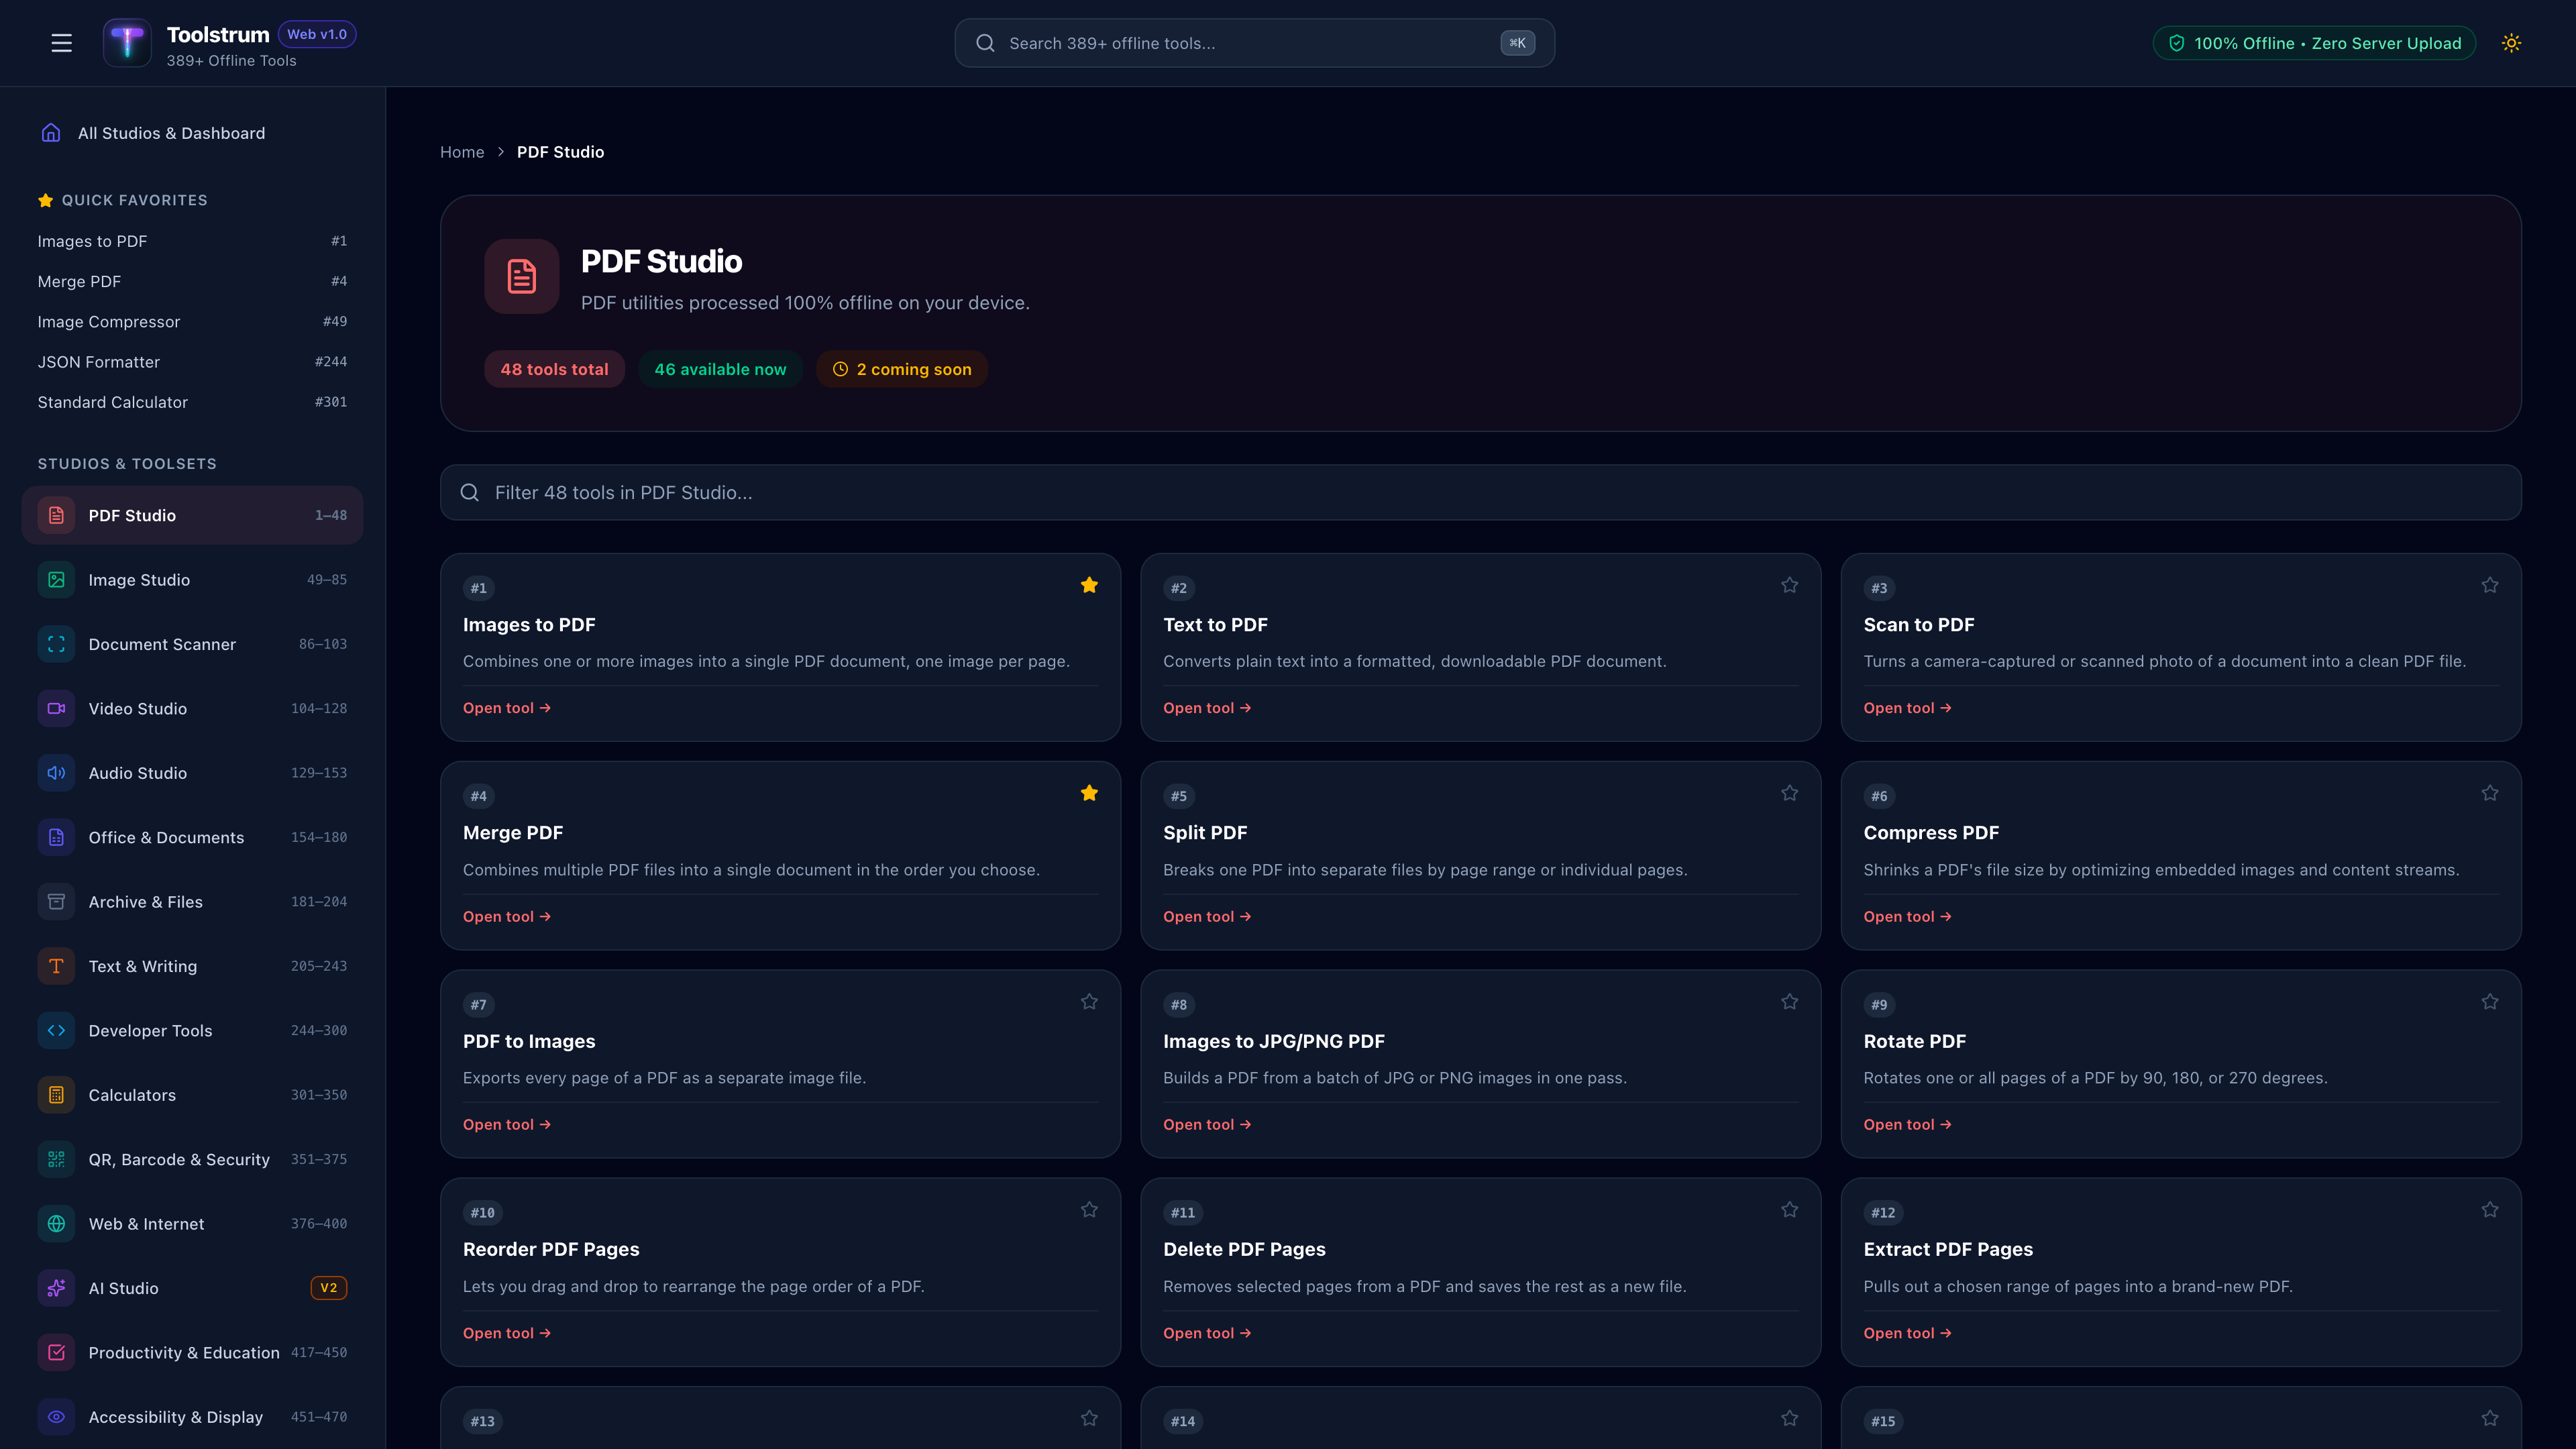 Toolstrum Web v1.0
389+ Offline Tools
Search 389+ offline tools... ⌘K
100% Offline • Zero Server Upload
All Studios & Dashboard
QUICK FAVORITES
Images to PDF #1
Merge PDF #4
Image Compressor #49
JSON Formatter #244
Standard Calculator #301
STUDIOS & TOOLSETS
PDF Studio 1–48
Image Studio 49–85
Document Scanner 86–103
Video Studio 104–128
Audio Studio 129–153
Office & Documents 154–180
Archive & Files 181–204
Text & Writing 205–243
Developer Tools 244–300
Calculators 301–350
QR, Barcode & Security 351–375
Web & Internet 376–400
AI Studio V2
Productivity & Education 417–450
Accessibility & Display 451–470
Home > PDF Studio
PDF Studio
PDF utilities processed 100% offline on your device.
48 tools total 46 available now 2 coming soon
Filter 48 tools in PDF Studio...
#1
Images to PDF
Combines one or more images into a single PDF document, one image per page.
Open tool →
#2
Text to PDF
Converts plain text into a formatted, downloadable PDF document.
Open tool →
#3
Scan to PDF
Turns a camera-captured or scanned photo of a document into a clean PDF file.
Open tool →
#4
Merge PDF
Combines multiple PDF files into a single document in the order you choose.
Open tool →
#5
Split PDF
Breaks one PDF into separate files by page range or individual pages.
Open tool →
#6
Compress PDF
Shrinks a PDF's file size by optimizing embedded images and content streams.
Open tool →
#7
PDF to Images
Exports every page of a PDF as a separate image file.
Open tool →
#8
Images to JPG/PNG PDF
Builds a PDF from a batch of JPG or PNG images in one pass.
Open tool →
#9
Rotate PDF
Rotates one or all pages of a PDF by 90, 180, or 270 degrees.
Open tool →
#10
Reorder PDF Pages
Lets you drag and drop to rearrange the page order of a PDF.
Open tool →
#11
Delete PDF Pages
Removes selected pages from a PDF and saves the rest as a new file.
Open tool →
#12
Extract PDF Pages
Pulls out a chosen range of pages into a brand-new PDF.
Open tool →
#13
#14
#15